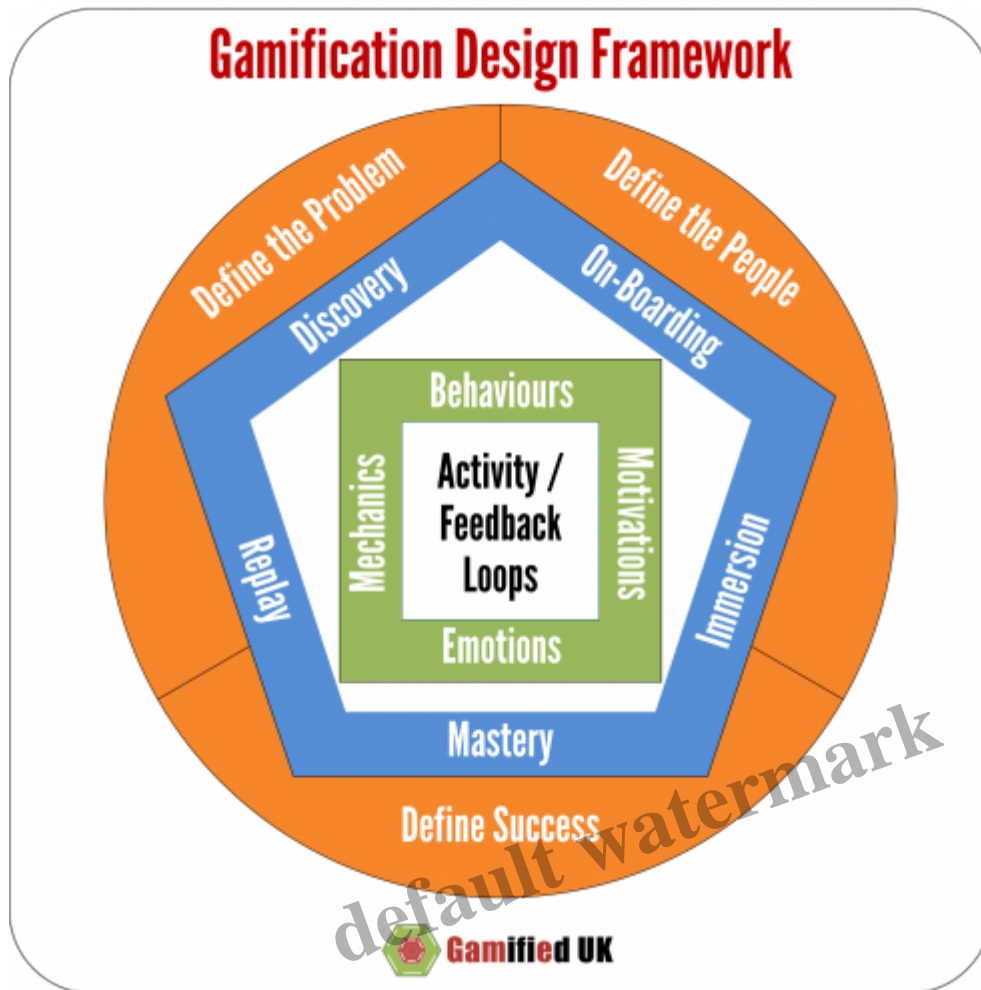 Gamification Design Framework
Define the Problem
Define the People
Discovery
On-Boarding
Behaviours
Mechanics
Activity /
Feedback
Loops
Motivations
Replay
Immersion
Emotions
Mastery
Define Success
default watermark
Gamified UK